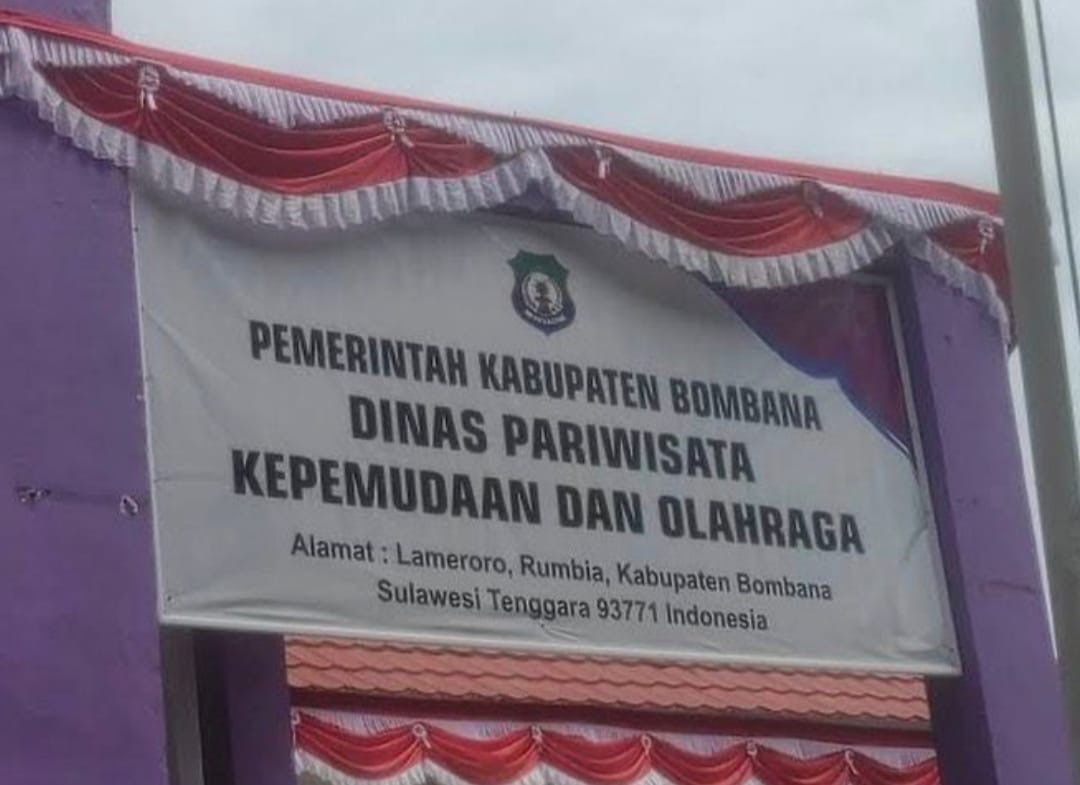 PEMERINTAH KABUPATEN BOMBANA
DINAS PARIWISATA
KEPEMUDAAN DAN OLAHRAGA
Alamat : Lameroro, Rumbia, Kabupaten Bombana
Sulawesi Tenggara 93771 Indonesia